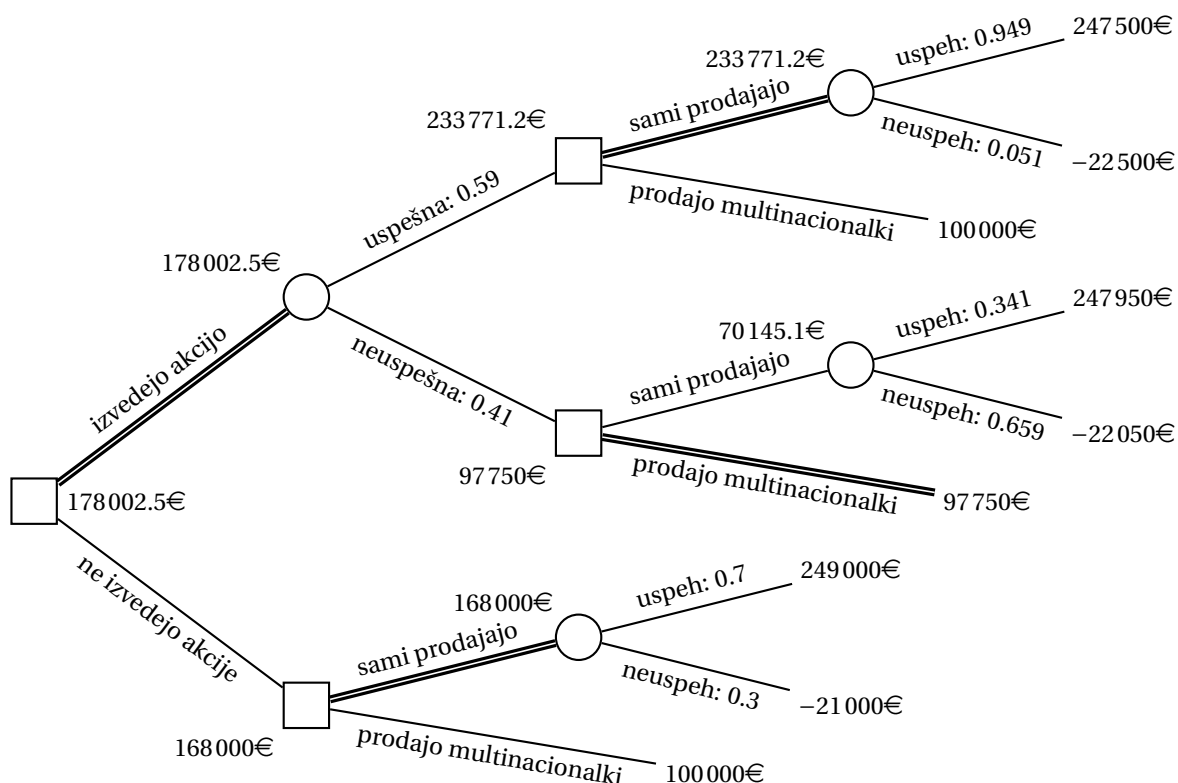 247 500€
uspeh: 0.949
233 771.2€
sami prodajajo
neuspeh: 0.051
−22 500€
233 771.2€
prodajo multinacionalki
100 000€
uspešna: 0.59
178 002.5€
247 950€
uspeh: 0.341
70 145.1€
sami prodajajo
neuspešna: 0.41
neuspeh: 0.659
−22 050€
izvedejo akcijo
97 750€
prodajo multinacionalki
97 750€
178 002.5€
ne izvedejo akcije
249 000€
uspeh: 0.7
168 000€
sami prodajajo
neuspeh: 0.3
−21 000€
168 000€
prodajo multinacionalki
100 000€